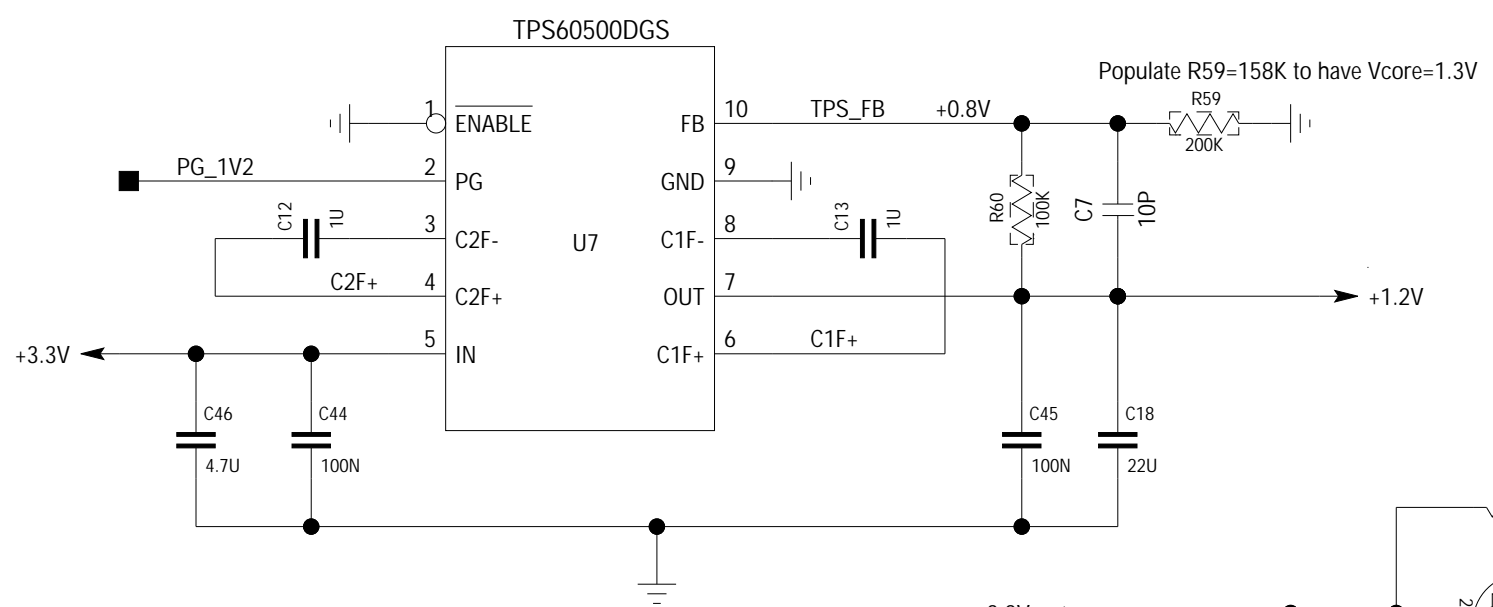 TPS60500DGS
Populate R59=158K to have Vcore=1.3V
R59
200K
1
ENABLE
FB
10
TPS_FB
+0.8V
PG_1V2
2
PG
GND
9
C12
1U
3
C2F-
U7
C1F-
8
C13
1U
R60
100K
C7
10P
C2F+
4
C2F+
OUT
7
+1.2V
+3.3V
5
IN
C1F+
6
C1F+
C46
4.7U
C44
100N
C45
100N
C18
22U
2